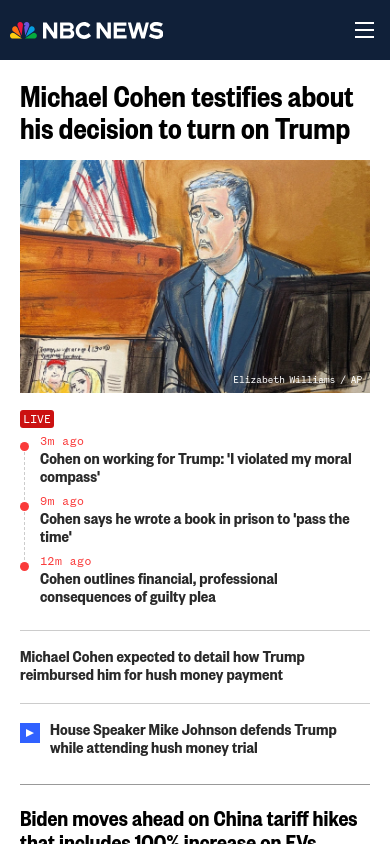 NBC NEWS
Michael Cohen testifies about
his decision to turn on Trump
Elizabeth Williams / AP
LIVE
3m ago
Cohen on working for Trump: 'I violated my moral
compass'
9m ago
Cohen says he wrote a book in prison to 'pass the
time'
12m ago
Cohen outlines financial, professional
consequences of guilty plea
Michael Cohen expected to detail how Trump
reimbursed him for hush money payment
House Speaker Mike Johnson defends Trump
while attending hush money trial
Biden moves ahead on China tariff hikes
that includes 100% increase on EVs